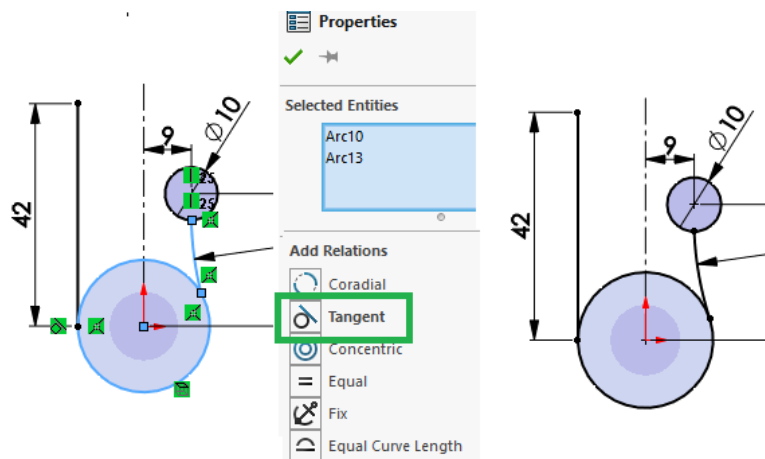 9
Ø10
25
25
42
Properties
Selected Entities
Arc10
Arc13
Add Relations
Coradial
Tangent
Concentric
Equal
Fix
Equal Curve Length
9
Ø10
42